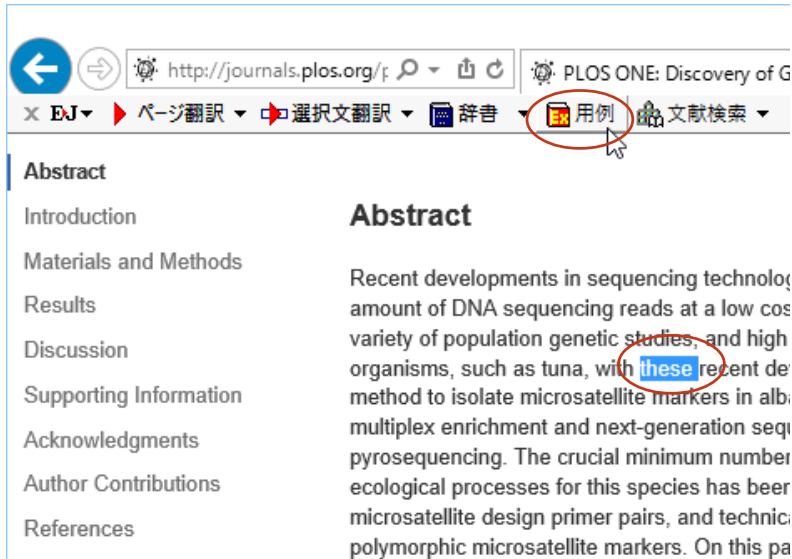 http://journals.plos.org/ PLOS ONE: Discovery of G
x EJ▼ ページ翻訳 ▼ 選択文翻訳 ▼ 辞書 ▼ 用例 文献検索 ▼
Abstract
Introduction
Materials and Methods
Results
Discussion
Supporting Information
Acknowledgments
Author Contributions
References
Abstract
Recent developments in sequencing technolog
amount of DNA sequencing reads at a low cos
variety of population genetic studies, and high
organisms, such as tuna, with these recent de
method to isolate microsatellite markers in alba
multiplex enrichment and next-generation sequ
pyrosequencing. The crucial minimum number
ecological processes for this species has been
microsatellite design primer pairs, and technica
polymorphic microsatellite markers. On this pa